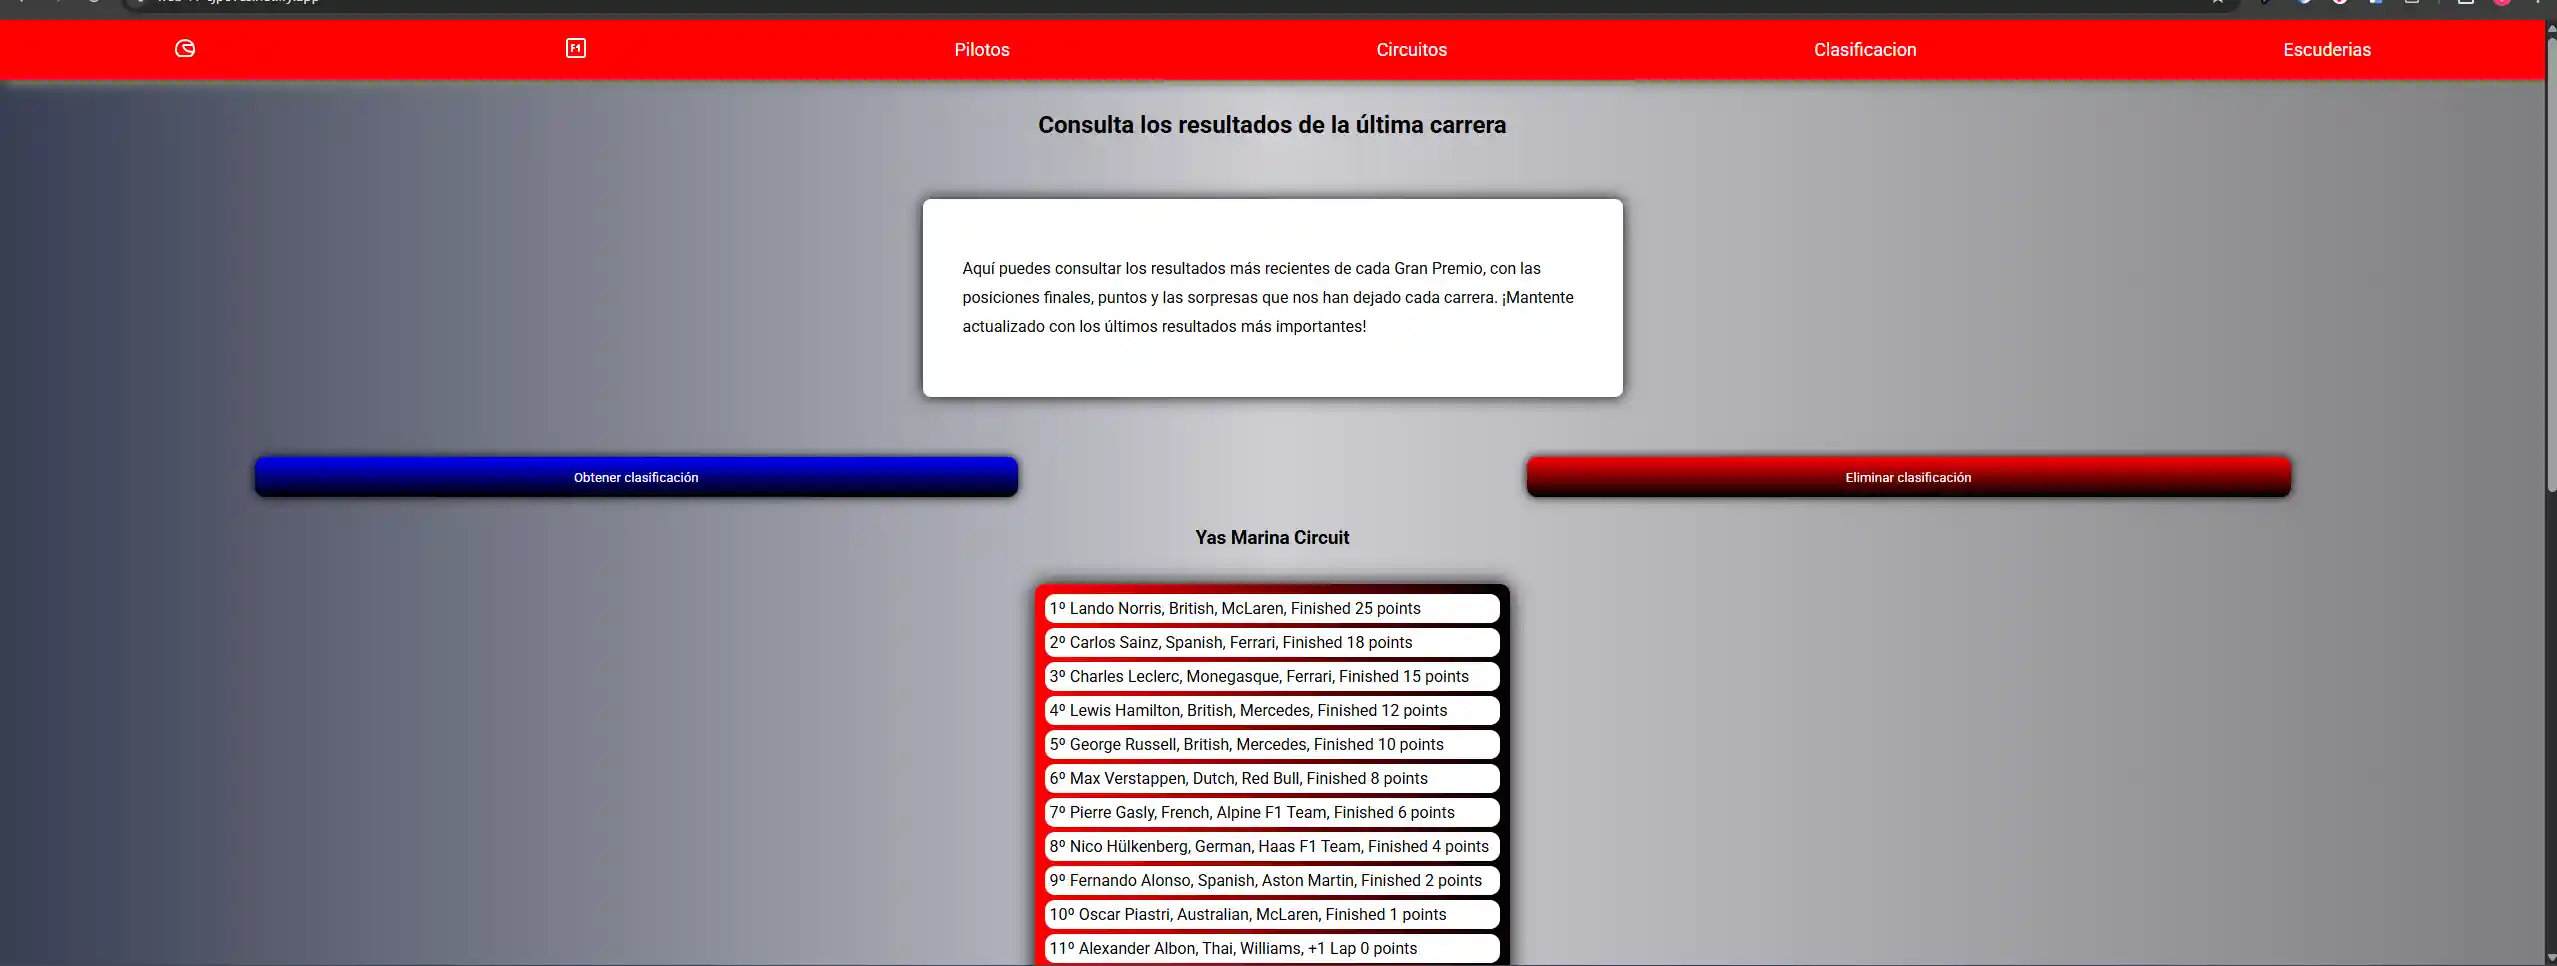 F1
Pilotos
Circuitos
Clasificacion
Escuderias
Consulta los resultados de la última carrera
Aquí puedes consultar los resultados más recientes de cada Gran Premio, con las
posiciones finales, puntos y las sorpresas que nos han dejado cada carrera. ¡Mantente
actualizado con los últimos resultados más importantes!
Obtener clasificación
Eliminar clasificación
Yas Marina Circuit
1º Lando Norris, British, McLaren, Finished 25 points
2º Carlos Sainz, Spanish, Ferrari, Finished 18 points
3º Charles Leclerc, Monegasque, Ferrari, Finished 15 points
4º Lewis Hamilton, British, Mercedes, Finished 12 points
5º George Russell, British, Mercedes, Finished 10 points
6º Max Verstappen, Dutch, Red Bull, Finished 8 points
7º Pierre Gasly, French, Alpine F1 Team, Finished 6 points
8º Nico Hülkenberg, German, Haas F1 Team, Finished 4 points
9º Fernando Alonso, Spanish, Aston Martin, Finished 2 points
10º Oscar Piastri, Australian, McLaren, Finished 1 points
11º Alexander Albon, Thai, Williams, +1 Lap 0 points